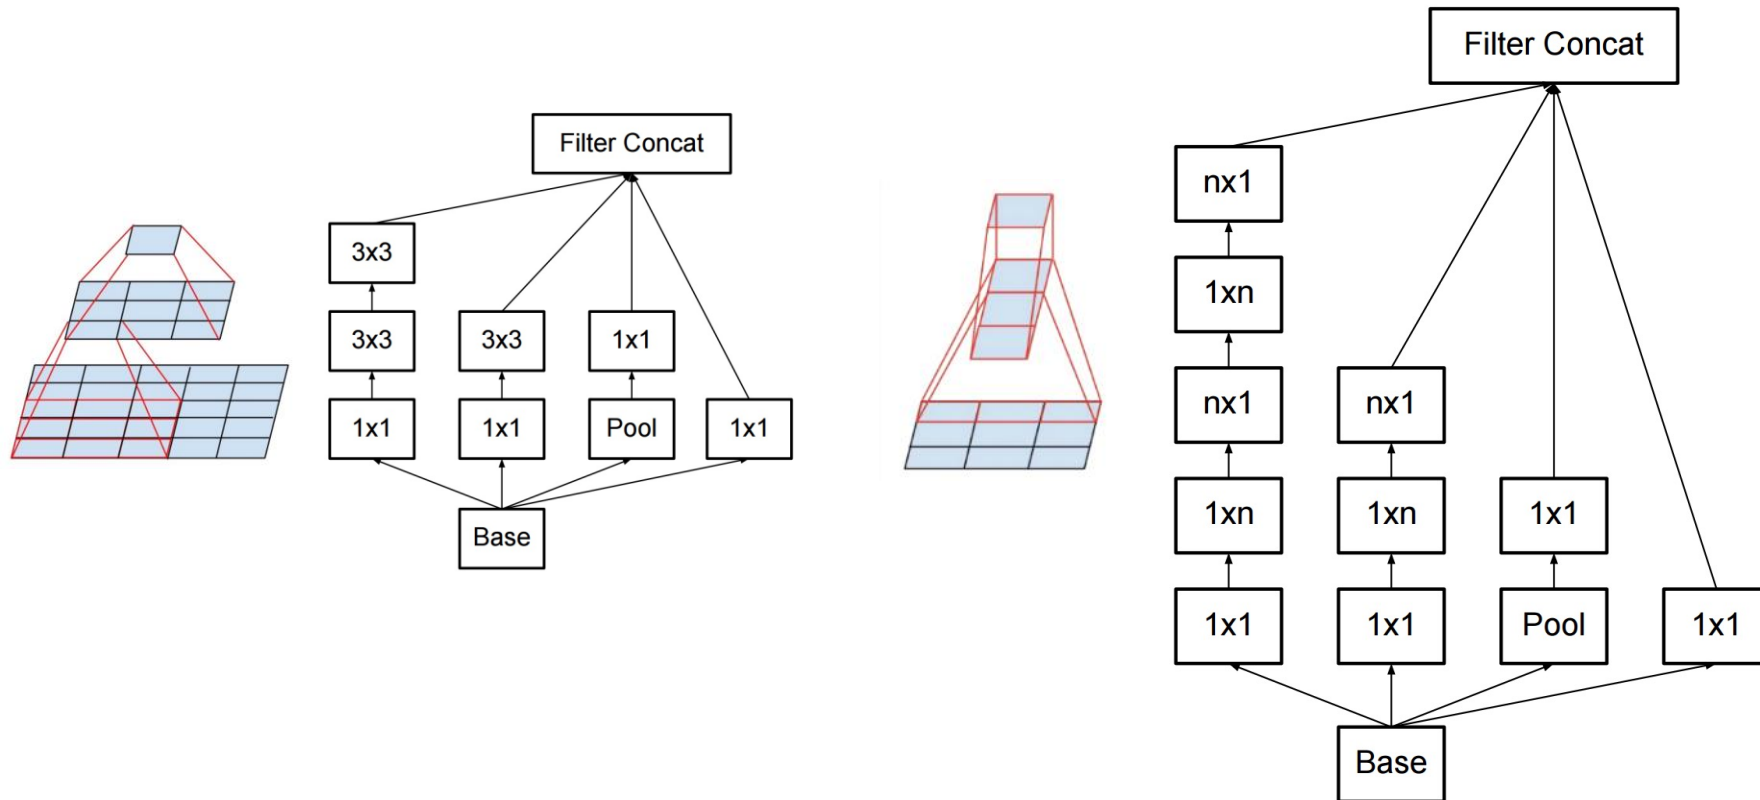 Filter Concat
3x3
3x3
3x3
1x1
1x1
1x1
Pool
1x1
Base
Filter Concat
nx1
1xn
nx1
nx1
1xn
1xn
1x1
1x1
1x1
Pool
1x1
Base